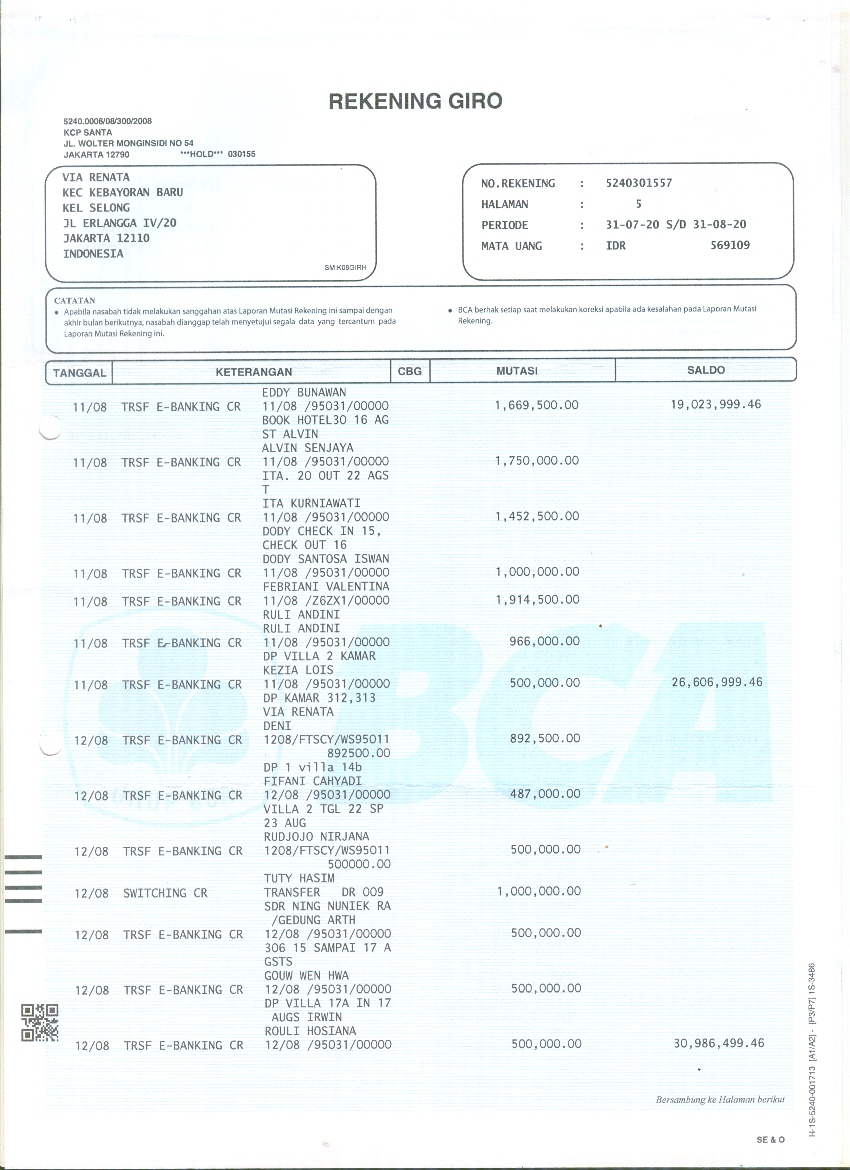 REKENING GIRO
5240.0006/08/300/2008
KCP SANTA
JL. WOLTER MONGINSIDI NO 54
JAKARTA 12790 ***HOLD*** 030155
VIA RENATA
KEC KEBAYORAN BARU
KEL SELONG
JL ERLANGGA IV/20
JAKARTA 12110
INDONESIA
SMIK08GIRH
NO.REKENING : 5240301557
HALAMAN : 5
PERIODE : 31-07-20 S/D 31-08-20
MATA UANG : IDR 569109
CATATAN
• Apabila nasabah tidak melakukan sanggahan atas Laporan Mutasi Rekening ini sampai dengan
akhir bulan berikutnya, nasabah dianggap telah menyetujui segala data yang tercantum pada
Laporan Mutasi Rekening ini.
• BCA berhak setiap saat melakukan koreksi apabila ada kesalahan pada Laporan Mutasi
Rekening.
TANGGAL KETERANGAN CBG MUTASI SALDO
EDDY BUNAWAN
11/08 TRSF E-BANKING CR 11/08 /95031/00000 1,669,500.00 19,023,999.46
BOOK HOTEL30 16 AG
ST ALVIN
ALVIN SENJAYA
11/08 TRSF E-BANKING CR 11/08 /95031/00000 1,750,000.00
ITA. 20 OUT 22 AGS
T
ITA KURNIAWATI
11/08 TRSF E-BANKING CR 11/08 /95031/00000 1,452,500.00
DODY CHECK IN 15,
CHECK OUT 16
DODY SANTOSA ISWAN
11/08 TRSF E-BANKING CR 11/08 /95031/00000 1,000,000.00
FEBRIANI VALENTINA
11/08 TRSF E-BANKING CR 11/08 /Z6ZX1/00000 1,914,500.00
RULI ANDINI
RULI ANDINI
11/08 TRSF E-BANKING CR 11/08 /95031/00000 966,000.00
DP VILLA 2 KAMAR
KEZIA LOIS
11/08 TRSF E-BANKING CR 11/08 /95031/00000 500,000.00 26,606,999.46
DP KAMAR 312,313
VIA RENATA
DENI
12/08 TRSF E-BANKING CR 1208/FTSCY/WS95011 892,500.00
892500.00
DP 1 villa 14b
FIFANI CAHYADI
12/08 TRSF E-BANKING CR 12/08 /95031/00000 487,000.00
VILLA 2 TGL 22 SP
23 AUG
RUDJOJO NIRJANA
12/08 TRSF E-BANKING CR 1208/FTSCY/WS95011 500,000.00
500000.00
TUTY HASIM
12/08 SWITCHING CR TRANSFER DR 009 1,000,000.00
SDR NING NUNIEK RA
/GEDUNG ARTH
12/08 TRSF E-BANKING CR 12/08 /95031/00000 500,000.00
306 15 SAMPAI 17 A
GSTS
GOUW WEN HWA
12/08 TRSF E-BANKING CR 12/08 /95031/00000 500,000.00
DP VILLA 17A IN 17
AUGS IRWIN
ROULI HOSIANA
12/08 TRSF E-BANKING CR 12/08 /95031/00000 500,000.00 30,986,499.46
BCA
Bersambung ke Halaman berikut
SE & O
H-1S-5240-001713 [A1/A2] - [P3/P7] 1S-3486